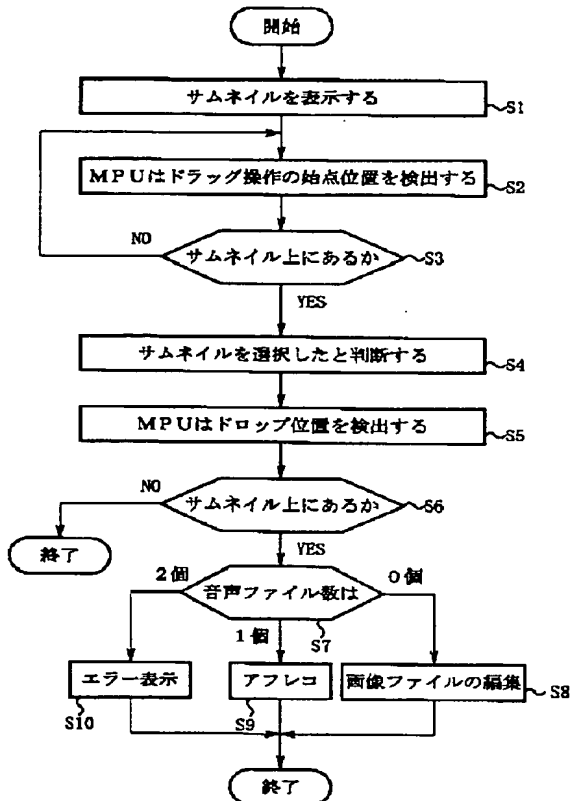 開始
サムネイルを表示する
S1
MPUはドラッグ操作の始点位置を検出する
S2
NO
サムネイル上にあるか
S3
YES
サムネイルを選択したと判断する
S4
MPUはドロップ位置を検出する
S5
NO
サムネイル上にあるか
S6
終了
YES
2個
音声ファイル数は
0個
1個
S7
エラー表示
アフレコ
画像ファイルの編集
S8
S10
S9
終了